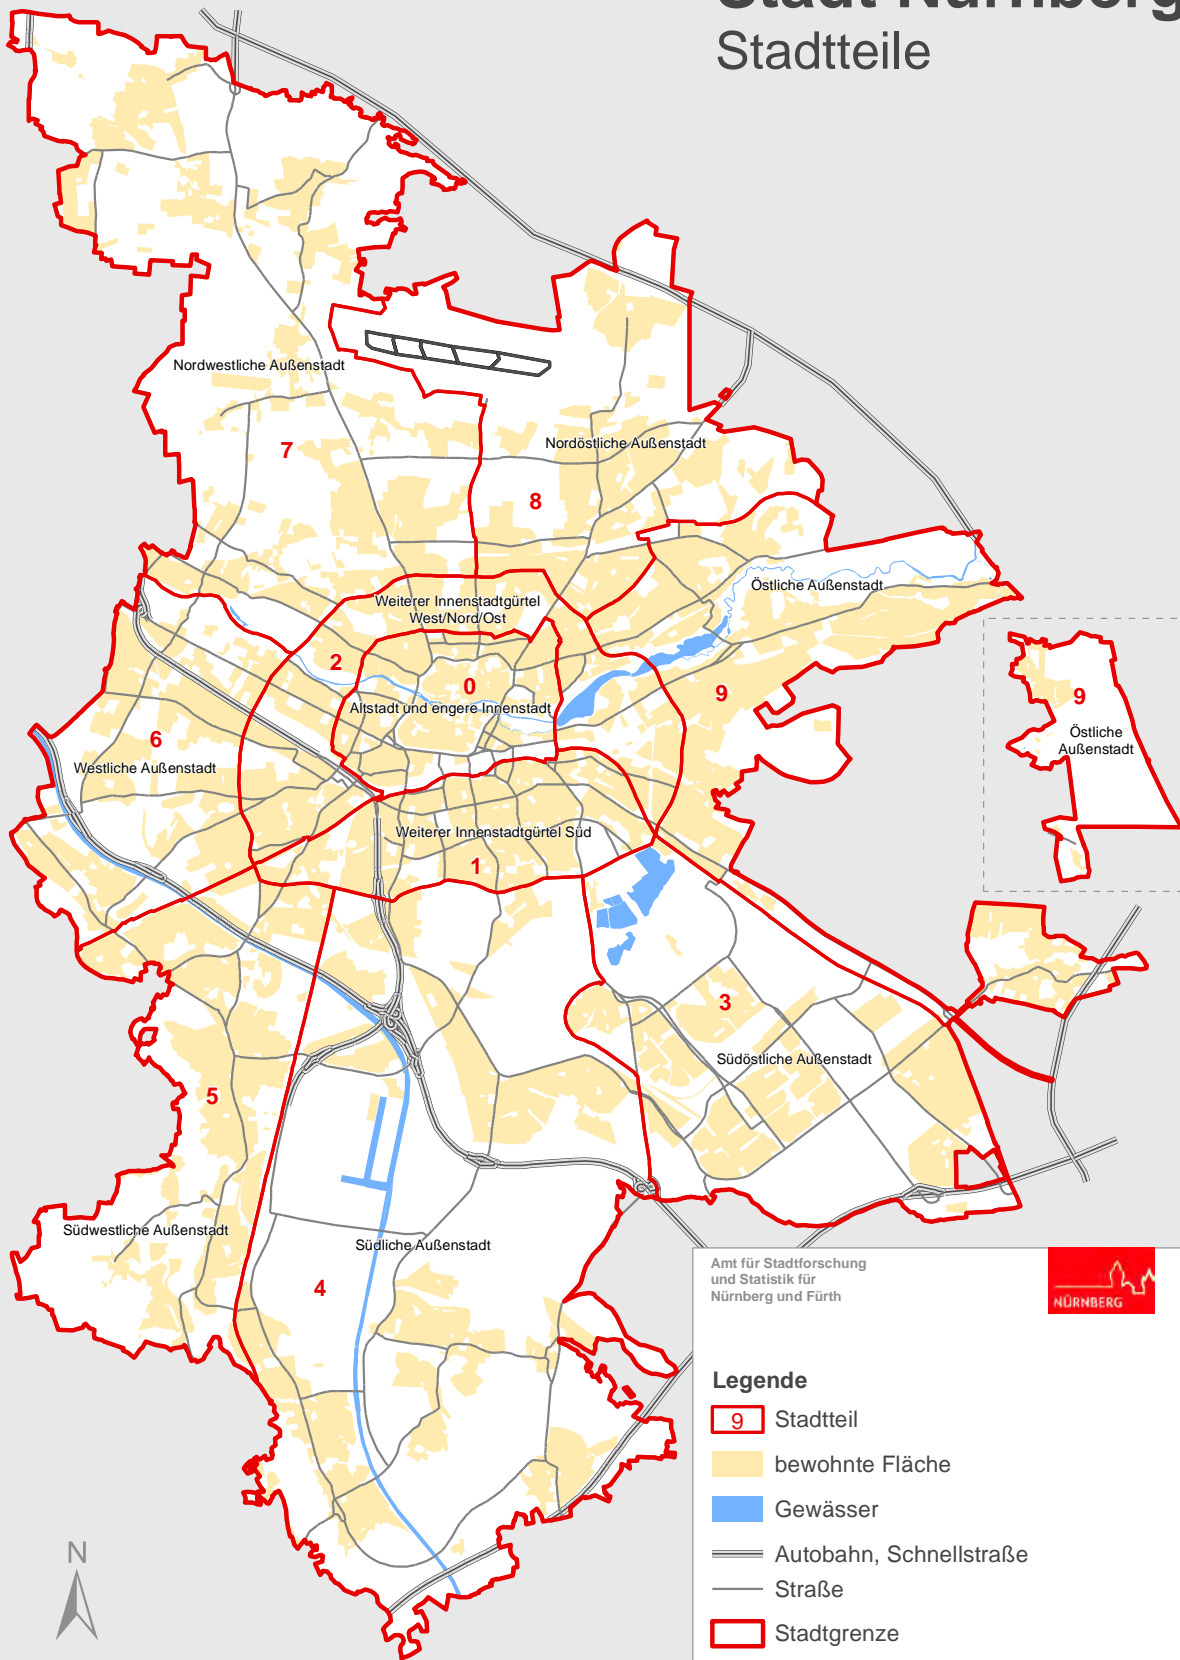 Stadt Nürnberg
Stadtteile
Nordwestliche Außenstadt
7
Nordöstliche Außenstadt
8
Östliche Außenstadt
Weiterer Innenstadtgürtel
West/Nord/Ost
2
0
Altstadt und engere Innenstadt
9
9
Östliche
Außenstadt
6
Westliche Außenstadt
Weiterer Innenstadtgürtel Süd
1
3
Südöstliche Außenstadt
5
Südwestliche Außenstadt
Südliche Außenstadt
4
Amt für Stadtforschung
und Statistik für
Nürnberg und Fürth
NÜRNBERG
Legende
9 Stadtteil
bewohnte Fläche
Gewässer
Autobahn, Schnellstraße
Straße
Stadtgrenze
N